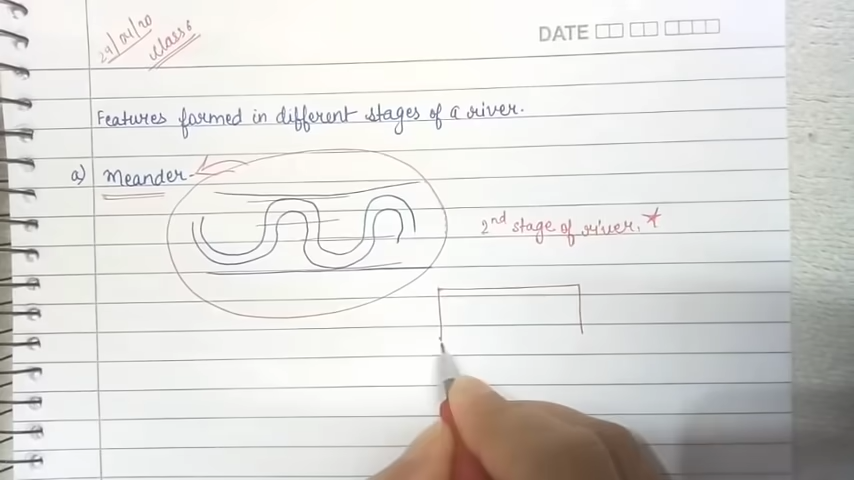 29/04/20
class 6
DATE
Features formed in different stages of a river.
a) Meander-
2nd stage of river. *